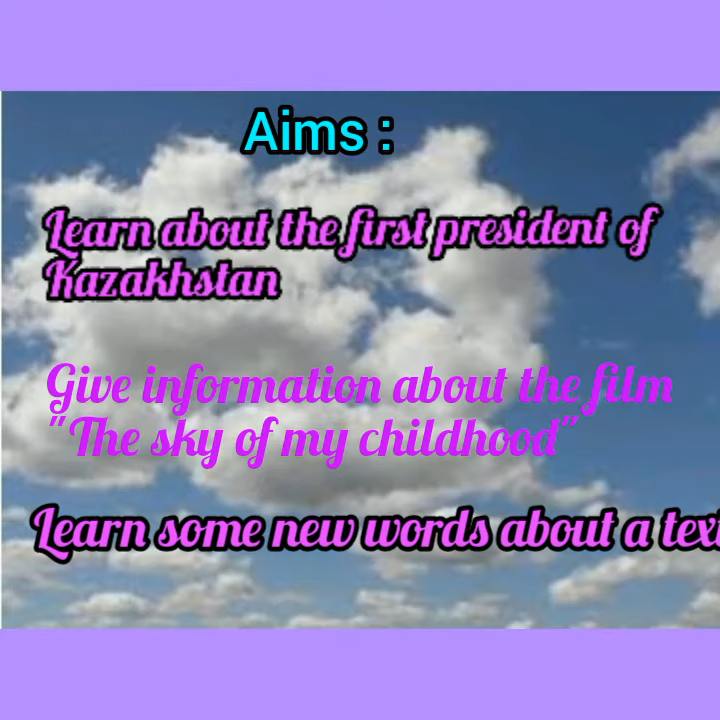 Aims :
Learn about the first president of
Kazakhstan
Give information about the film
"The sky of my childhood"
Learn some new words about a text